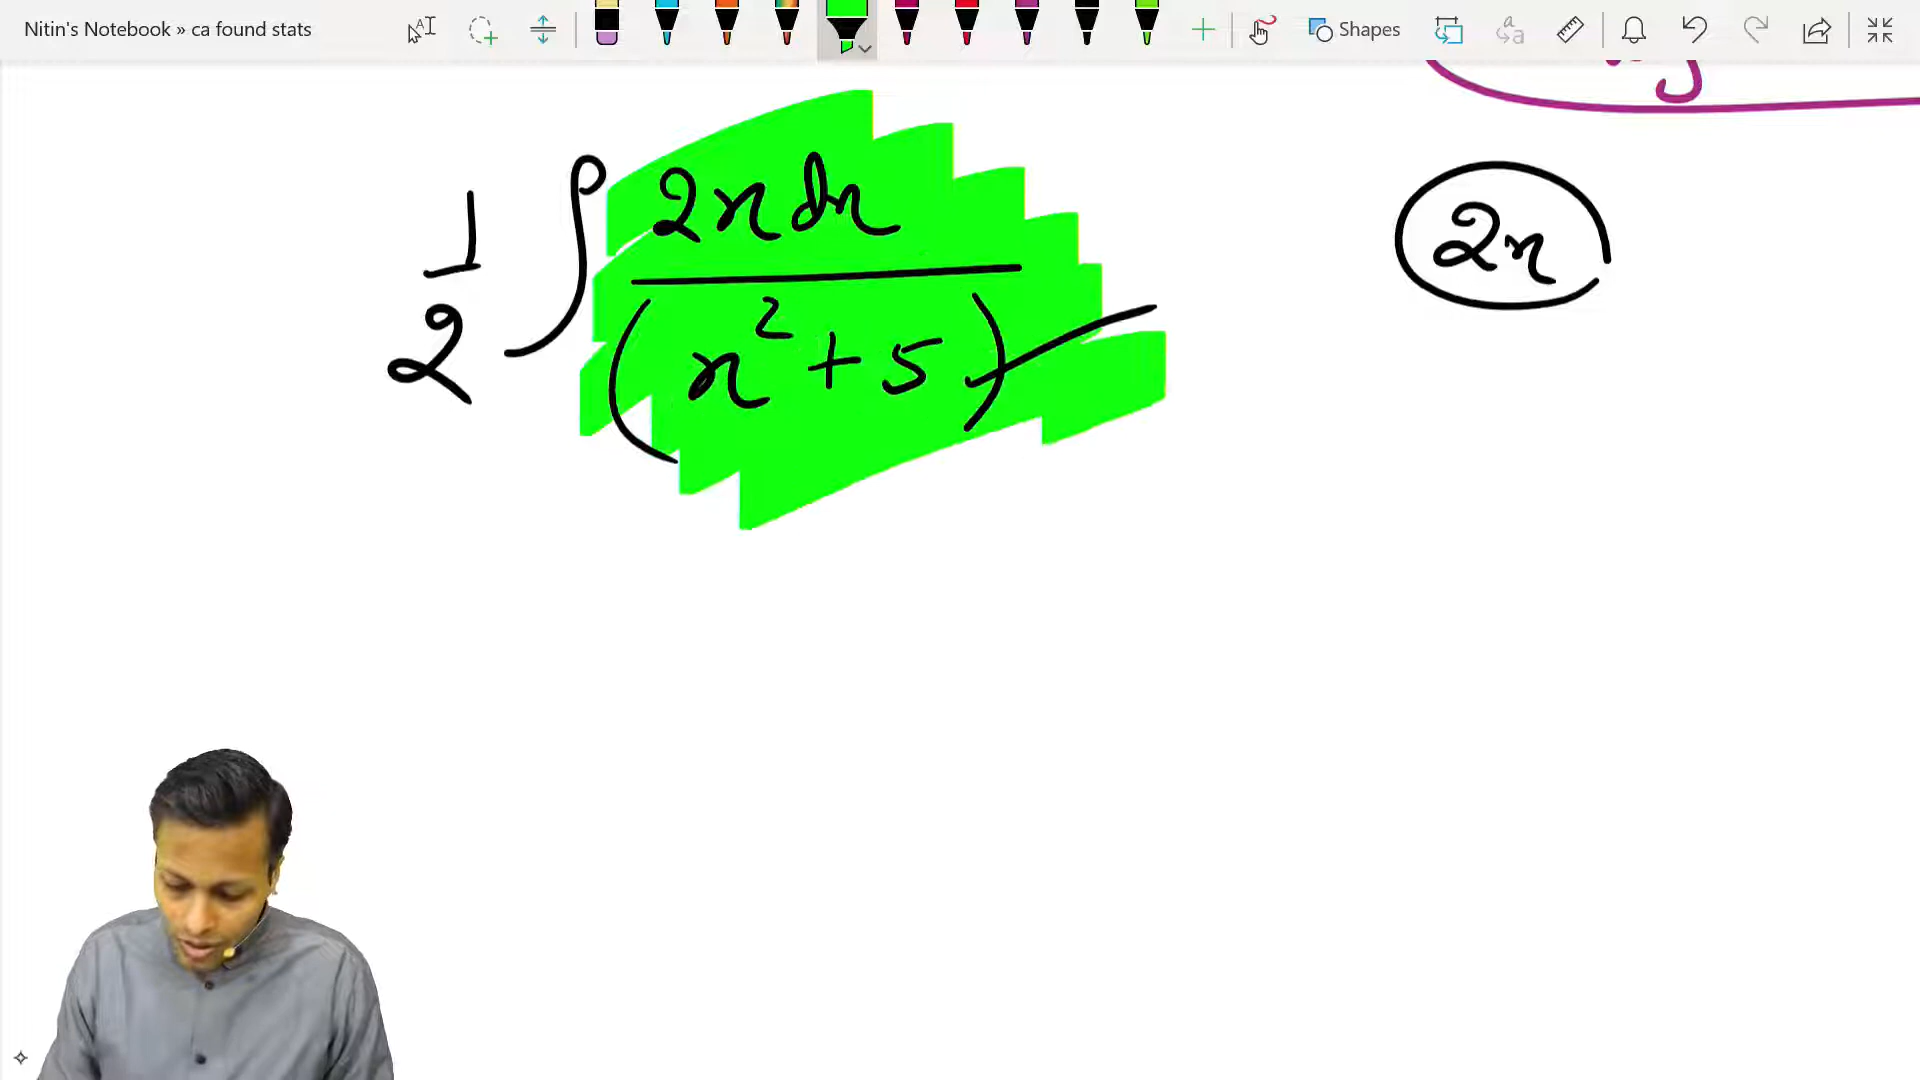 Nitin's Notebook » ca found stats
Shapes
1/2 ∫ 2x dx / (x² + 5)
2x